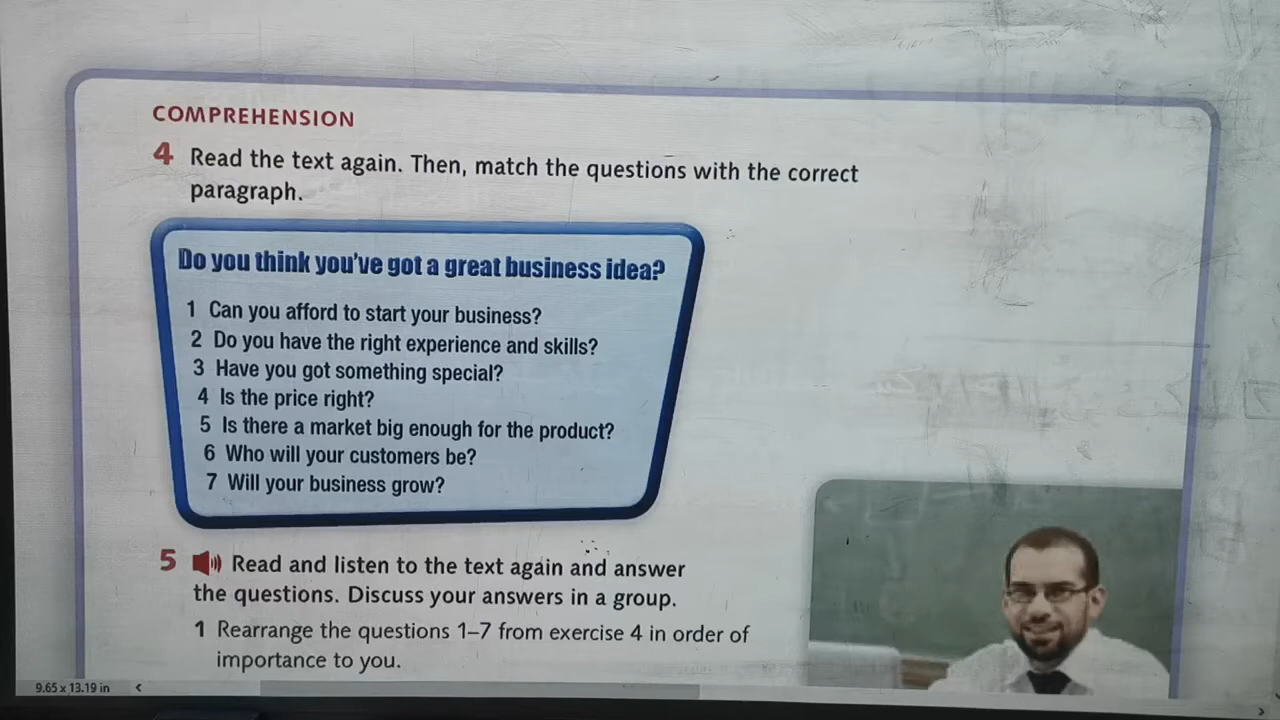 COMPREHENSION
4 Read the text again. Then, match the questions with the correct
paragraph.
Do you think you've got a great business idea?
1 Can you afford to start your business?
2 Do you have the right experience and skills?
3 Have you got something special?
4 Is the price right?
5 Is there a market big enough for the product?
6 Who will your customers be?
7 Will your business grow?
5 Read and listen to the text again and answer
the questions. Discuss your answers in a group.
1 Rearrange the questions 1–7 from exercise 4 in order of
importance to you.
9.65 x 13.19 in